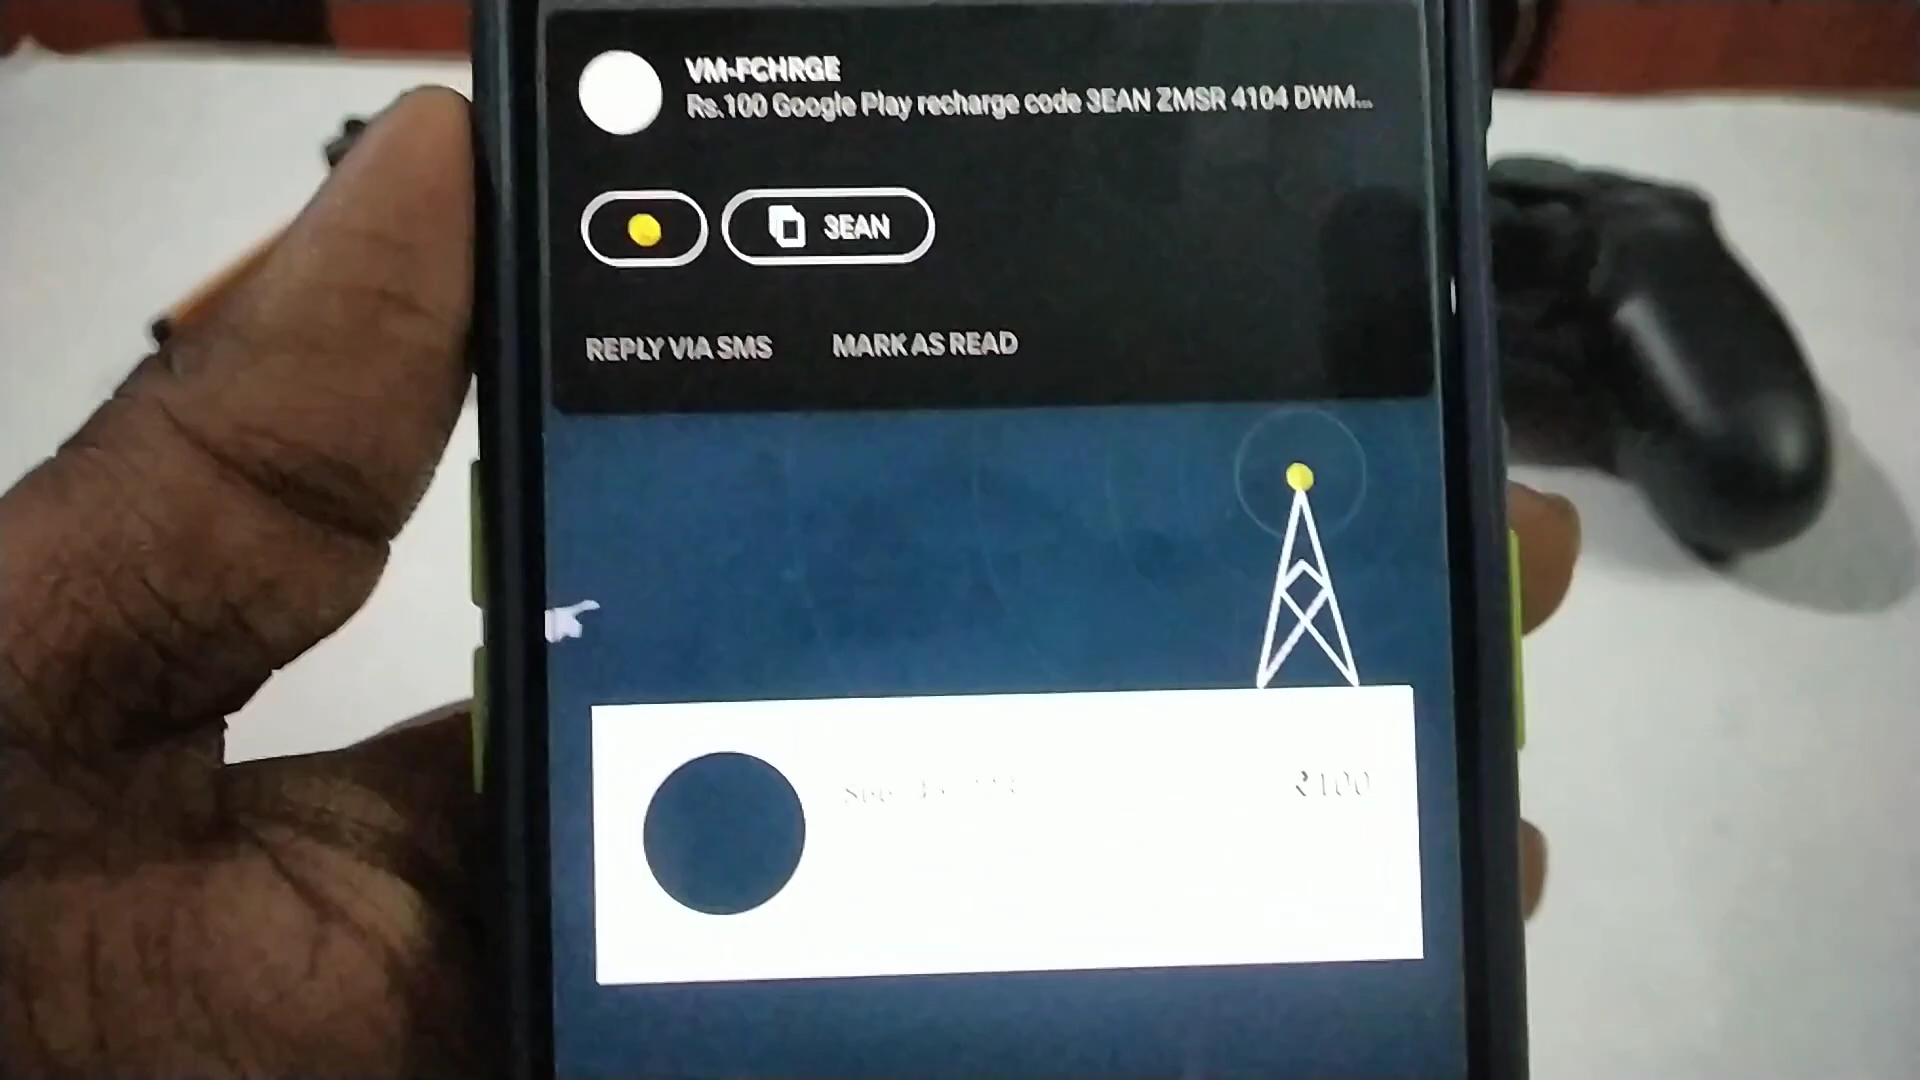 VM-FCHRGE
Rs.100 Google Play recharge code 3EAN ZMSR 4104 DWM...
3EAN
REPLY VIA SMS MARK AS READ
₹100